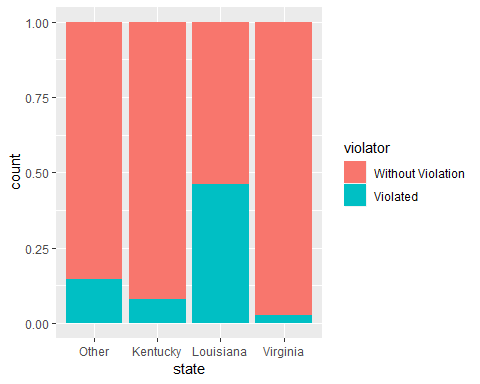 1.00
0.75
0.50
0.25
0.00
count
Other Kentucky Louisiana Virginia
state
violator
Without Violation
Violated